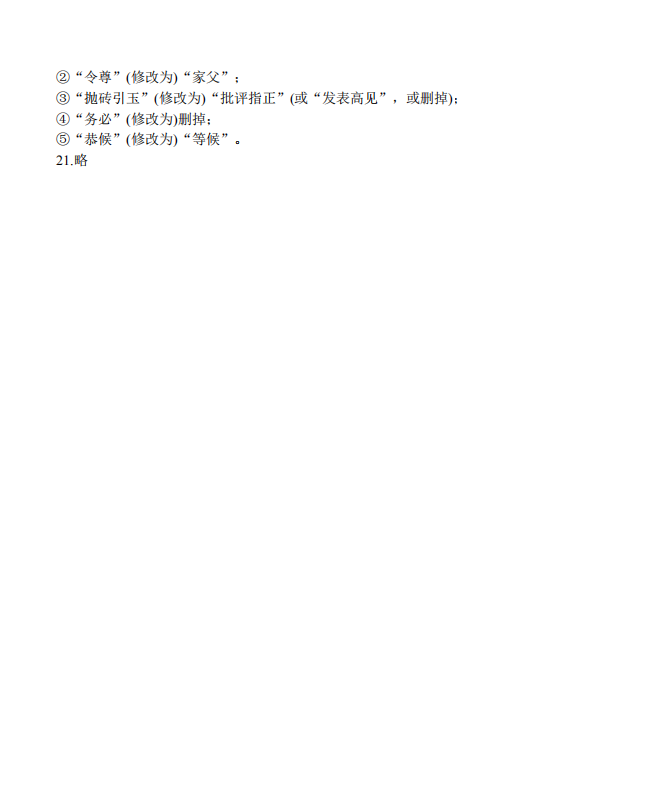 ②“令尊”(修改为)“家父”；
③“抛砖引玉”(修改为)“批评指正”(或“发表高见”，或删掉)；
④“务必”(修改为)删掉；
⑤“恭候”(修改为)“等候”。
21.略